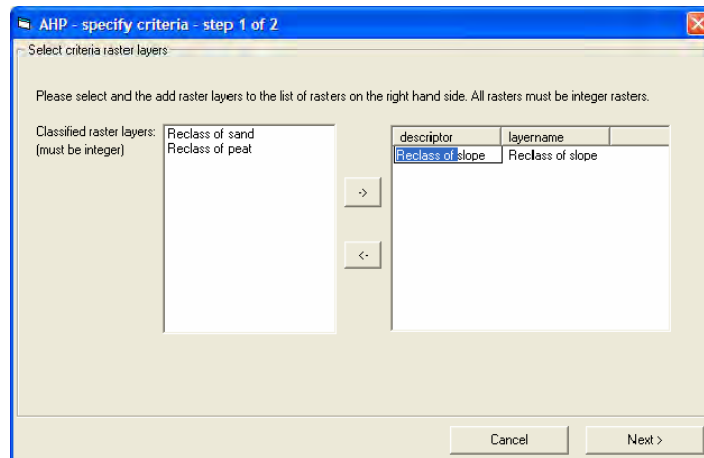 AHP - specify criteria - step 1 of 2
Select criteria raster layers
Please select and the add raster layers to the list of rasters on the right hand side. All rasters must be integer rasters.
Classified raster layers:
(must be integer)
Reclass of sand
Reclass of peat
->
<-
descriptor layername
Reclass of slope Reclass of slope
Cancel
Next >